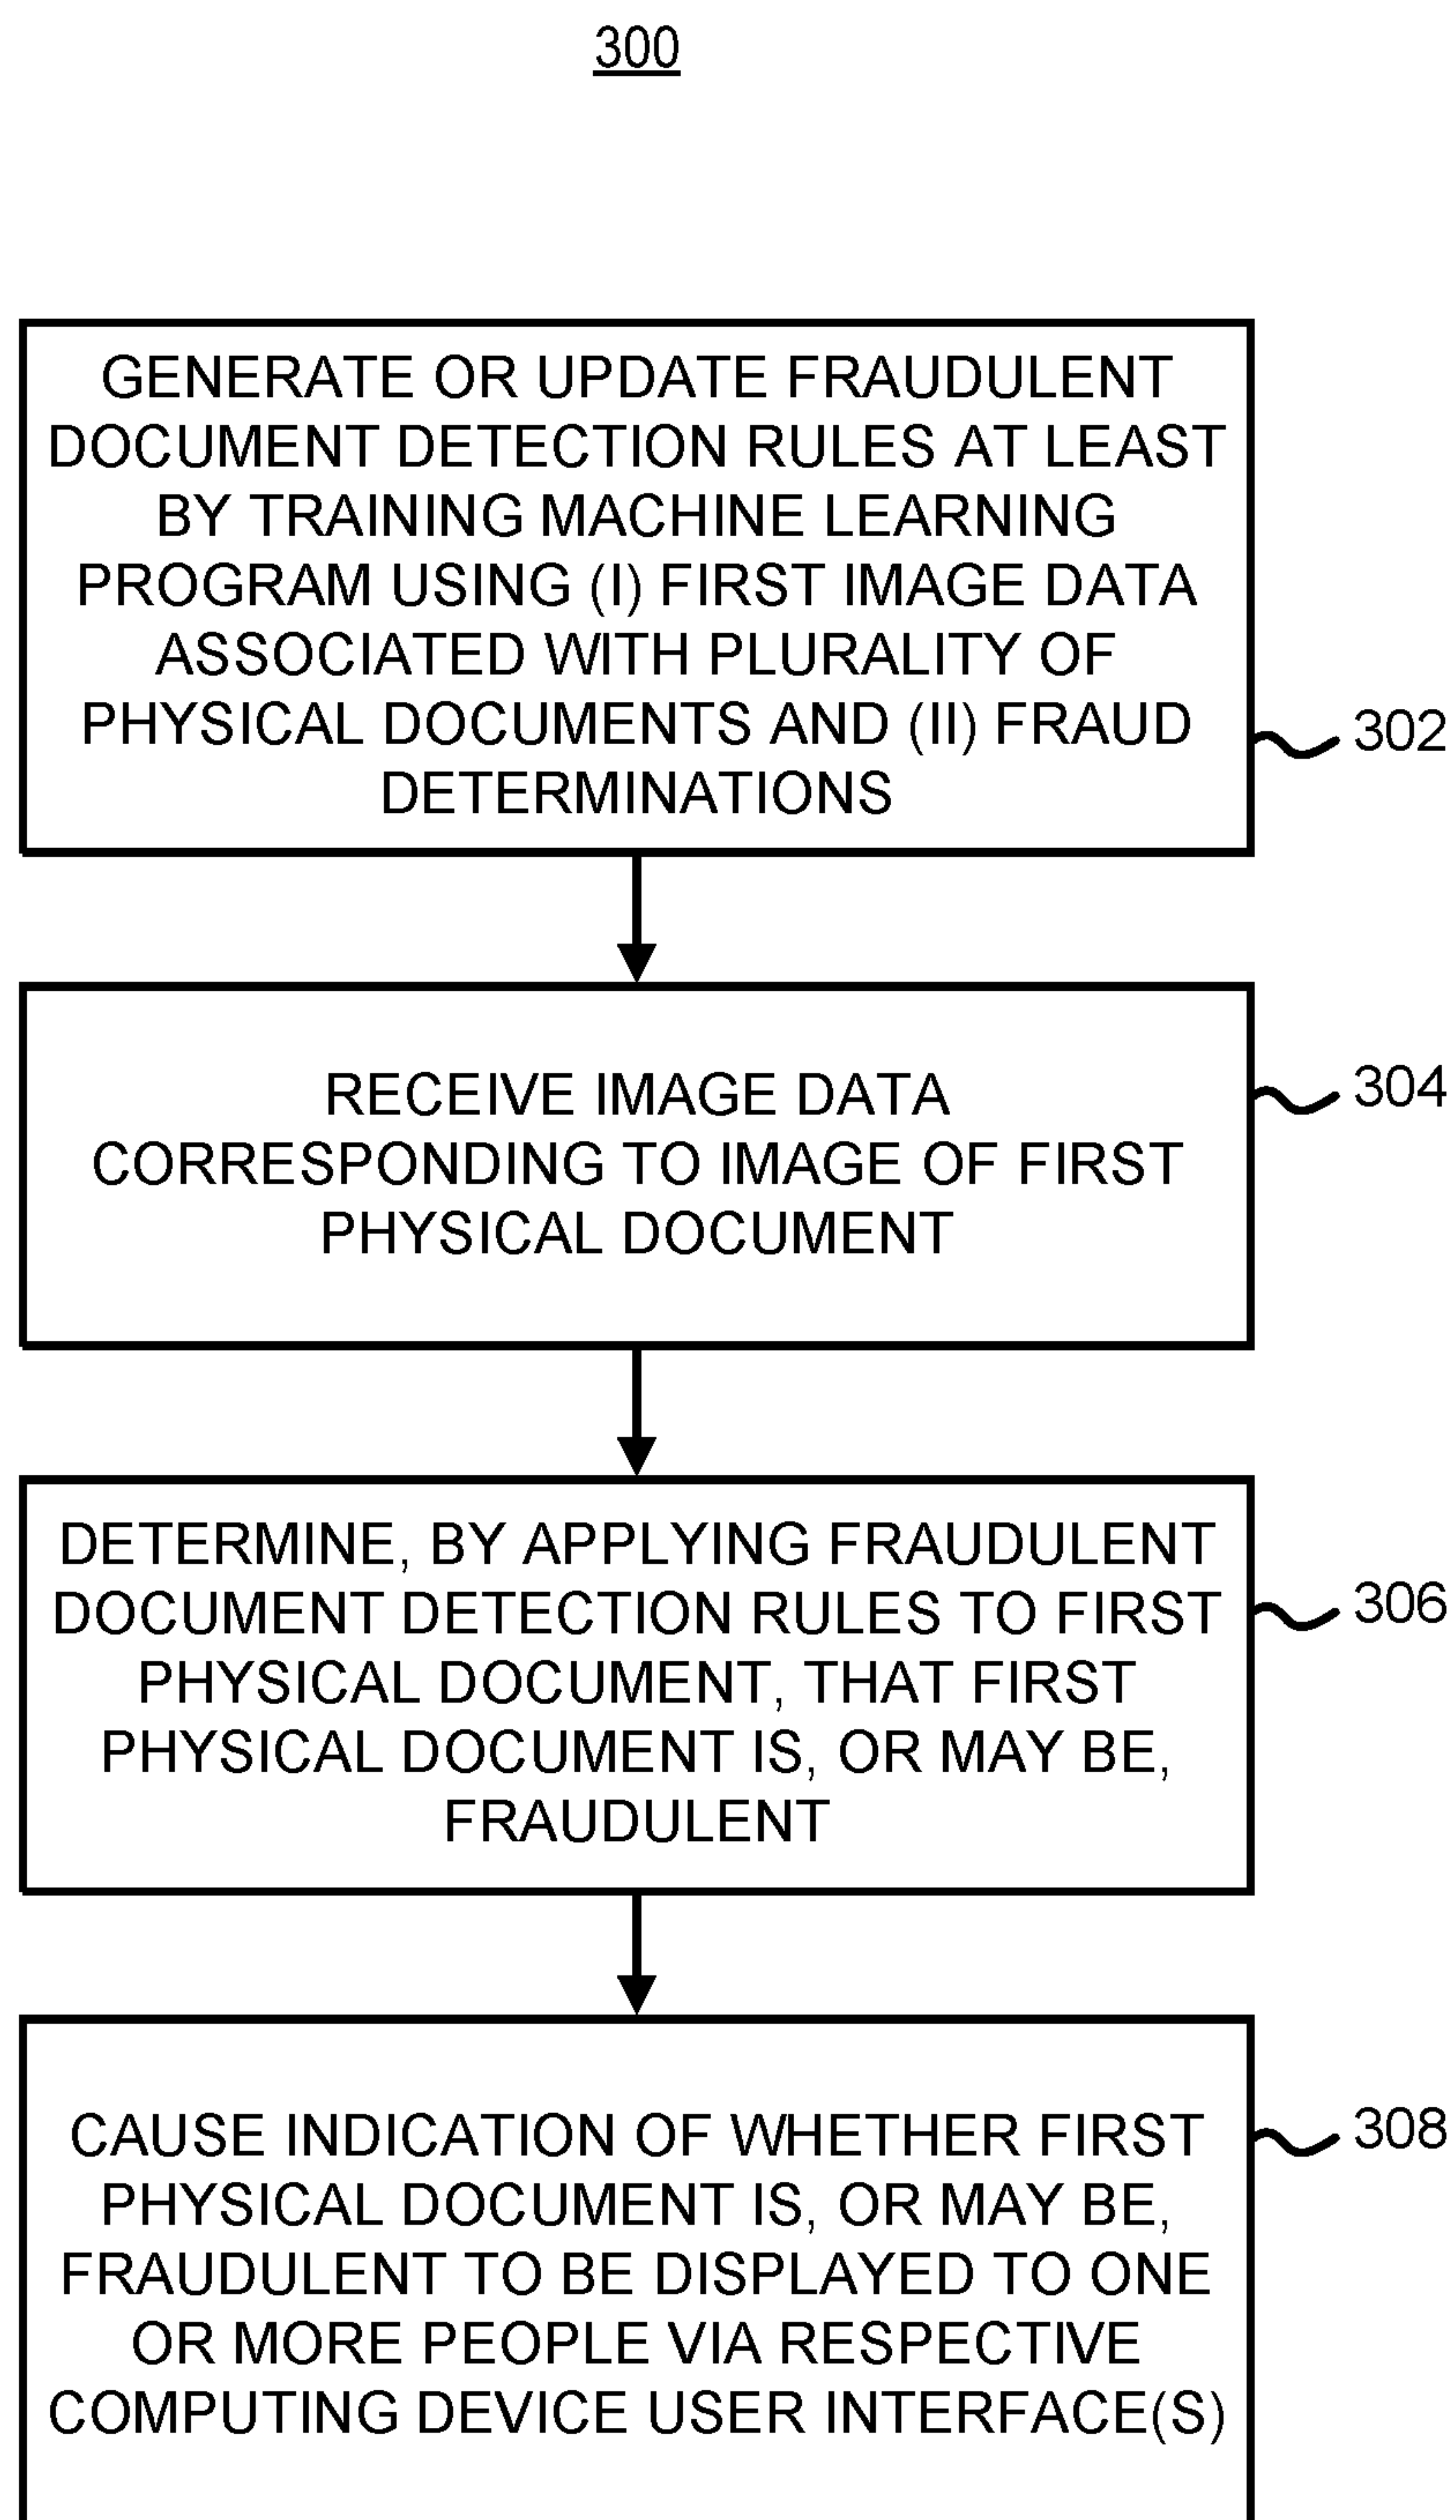 300
GENERATE OR UPDATE FRAUDULENT
DOCUMENT DETECTION RULES AT LEAST
BY TRAINING MACHINE LEARNING
PROGRAM USING (I) FIRST IMAGE DATA
ASSOCIATED WITH PLURALITY OF
PHYSICAL DOCUMENTS AND (II) FRAUD
DETERMINATIONS
302
RECEIVE IMAGE DATA
CORRESPONDING TO IMAGE OF FIRST
PHYSICAL DOCUMENT
304
DETERMINE, BY APPLYING FRAUDULENT
DOCUMENT DETECTION RULES TO FIRST
PHYSICAL DOCUMENT, THAT FIRST
PHYSICAL DOCUMENT IS, OR MAY BE,
FRAUDULENT
306
CAUSE INDICATION OF WHETHER FIRST
PHYSICAL DOCUMENT IS, OR MAY BE,
FRAUDULENT TO BE DISPLAYED TO ONE
OR MORE PEOPLE VIA RESPECTIVE
COMPUTING DEVICE USER INTERFACE(S)
308